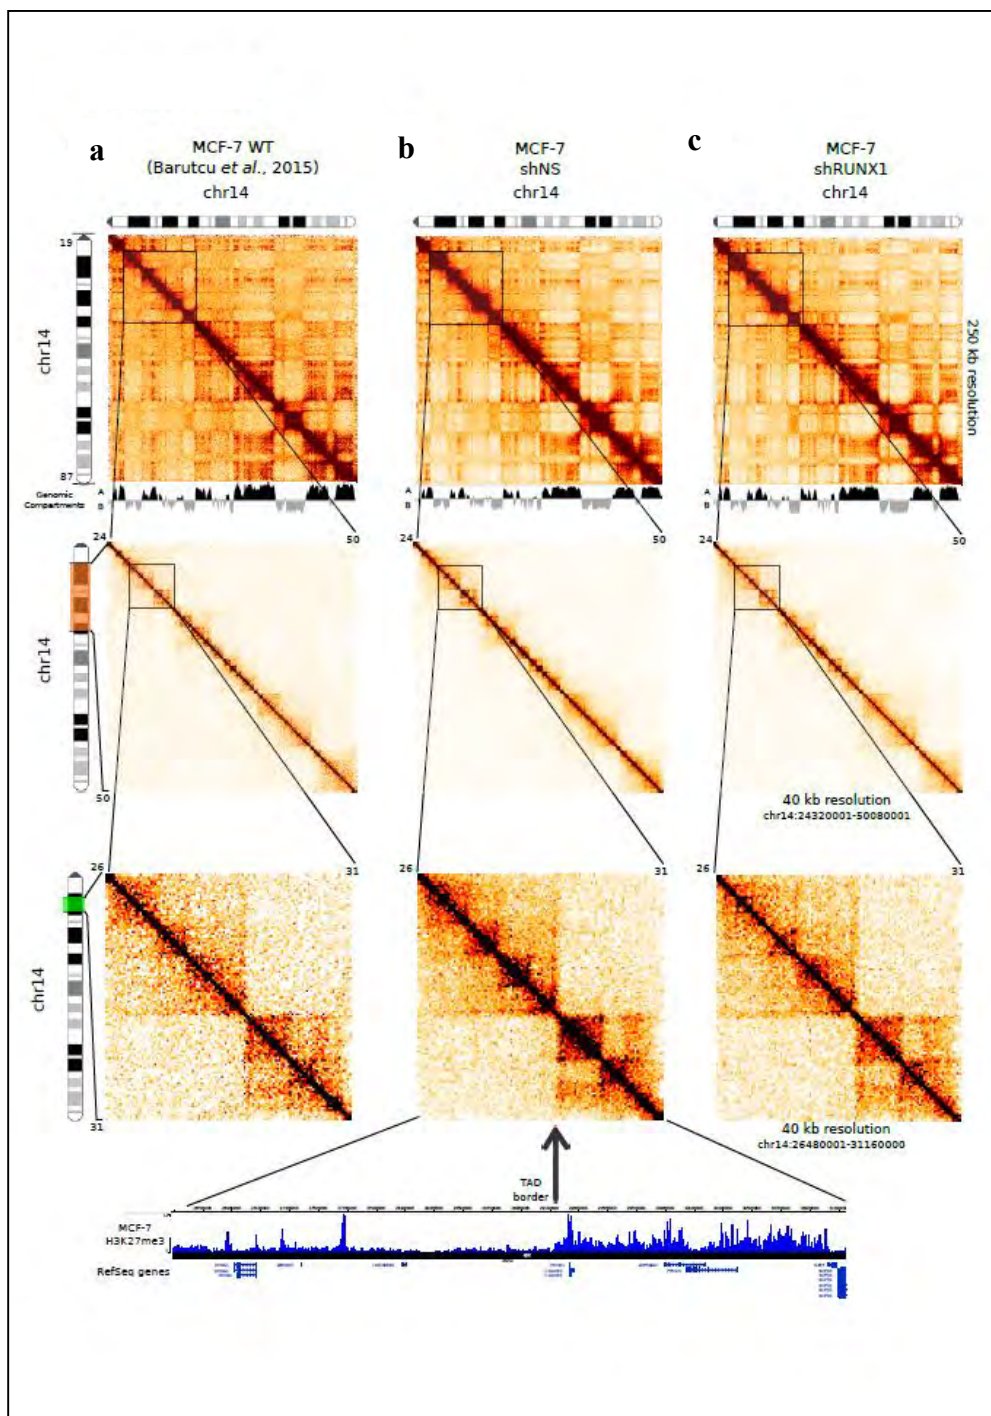 a
MCF-7 WT
(Barutcu et al., 2015)
chr14
b
MCF-7
shNS
chr14
c
MCF-7
shRUNX1
chr14
19
chr14
87
250 kb resolution
Genomic
Compartments
A
B
A
B
A
B
24
50
24
50
24
50
chr14
50
40 kb resolution
chr14:24320001-50080001
26
31
26
31
26
31
chr14
31
40 kb resolution
chr14:26480001-31160000
TAD
border
MCF-7
H3K27me3
RefSeq genes